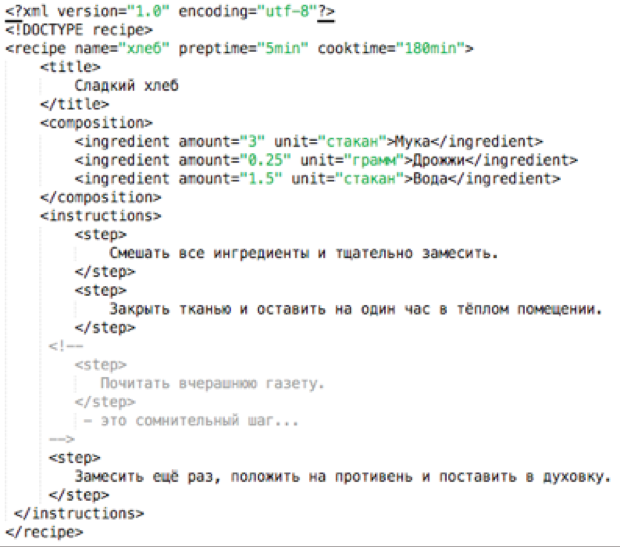 <?xml version="1.0" encoding="utf-8"?>
<!DOCTYPE recipe>
<recipe name="хлеб" preptime="5min" cooktime="180min">
<title>
Сладкий хлеб
</title>
<composition>
<ingredient amount="3" unit="стакан">Мука</ingredient>
<ingredient amount="0.25" unit="грамм">Дрожжи</ingredient>
<ingredient amount="1.5" unit="стакан">Вода</ingredient>
</composition>
<instructions>
<step>
Смешать все ингредиенты и тщательно замесить.
</step>
<step>
Закрыть тканью и оставить на один час в тёплом помещении.
</step>
<!--
<step>
Почитать вчерашнюю газету.
</step>
- это сомнительный шаг...
-->
<step>
Замесить ещё раз, положить на противень и поставить в духовку.
</step>
</instructions>
</recipe>